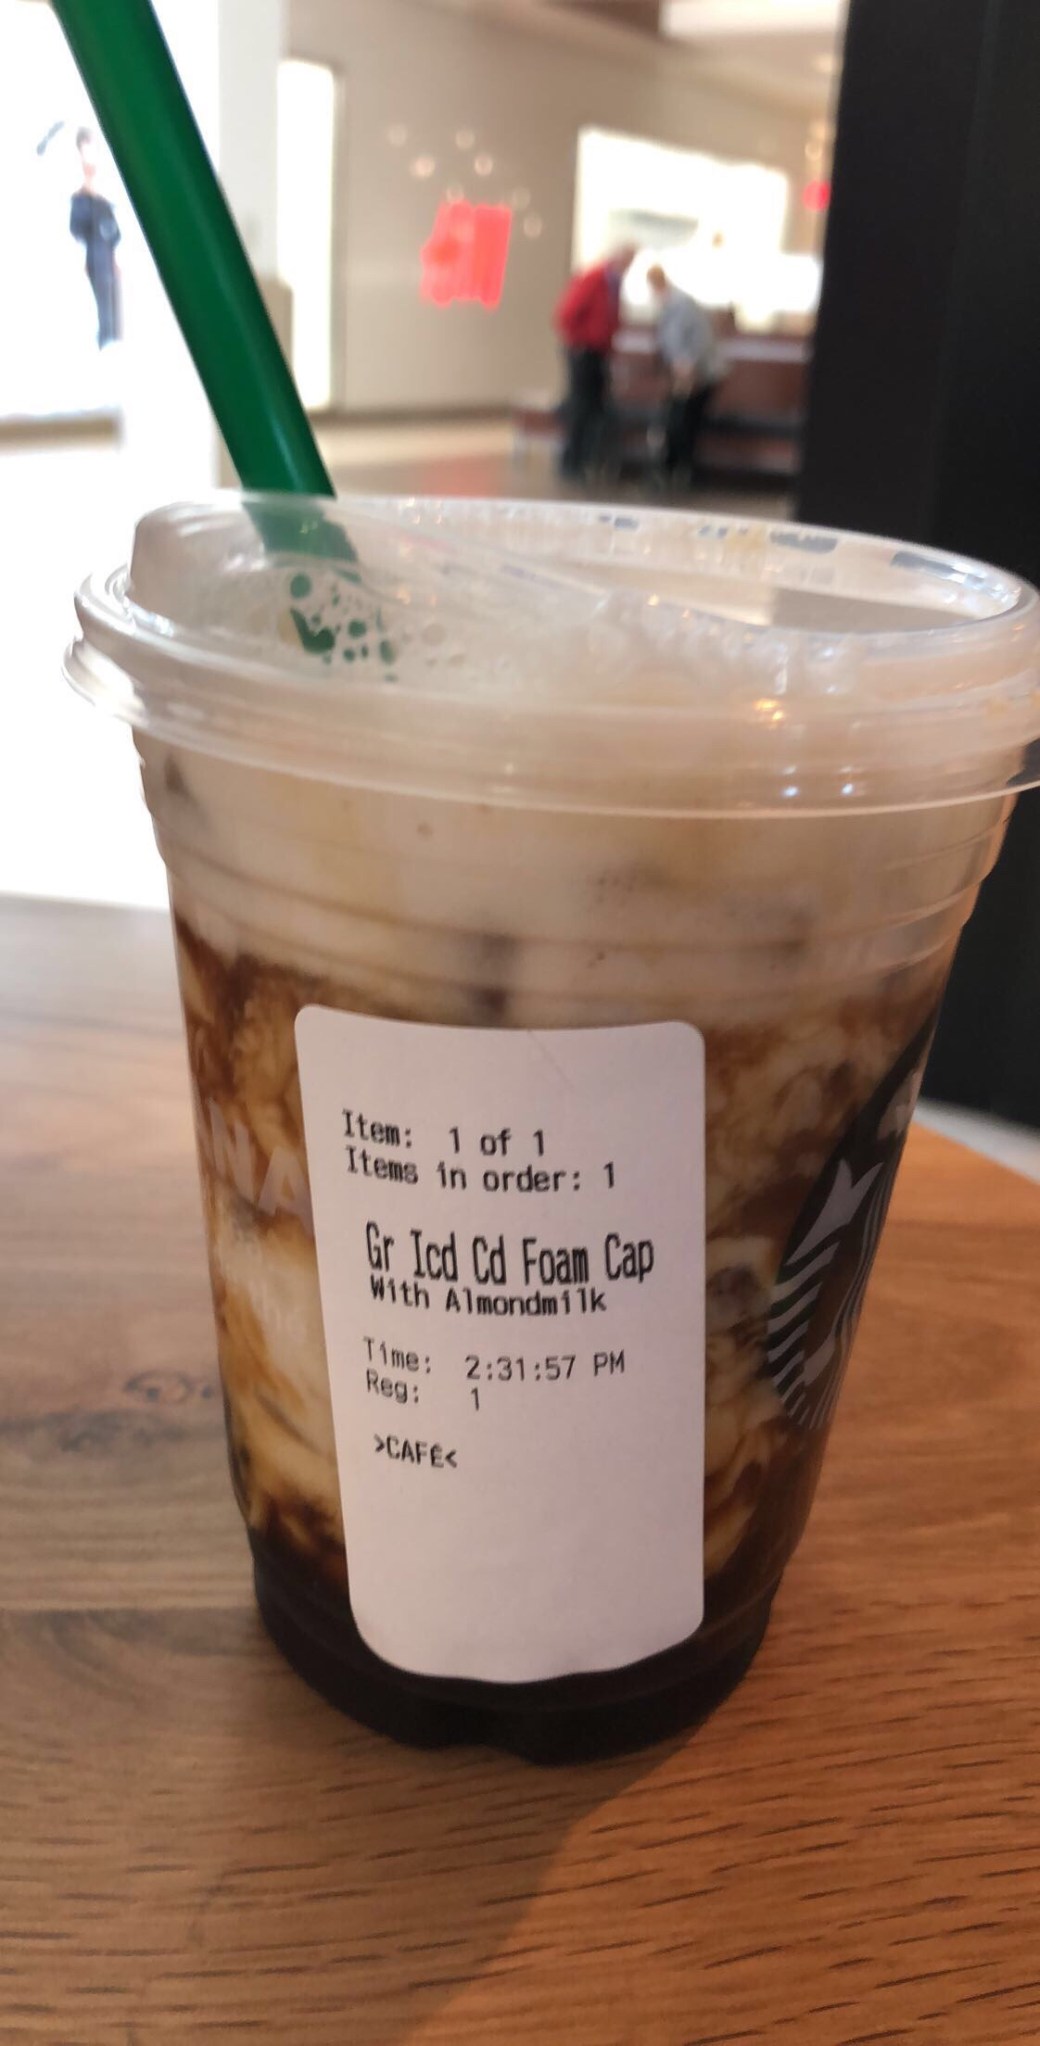 Item: 1 of 1
Items in order: 1
Gr Icd Cd Foam Cap
With Almondmilk
Time: 2:31:57 PM
Reg: 1
>CAFÉ<